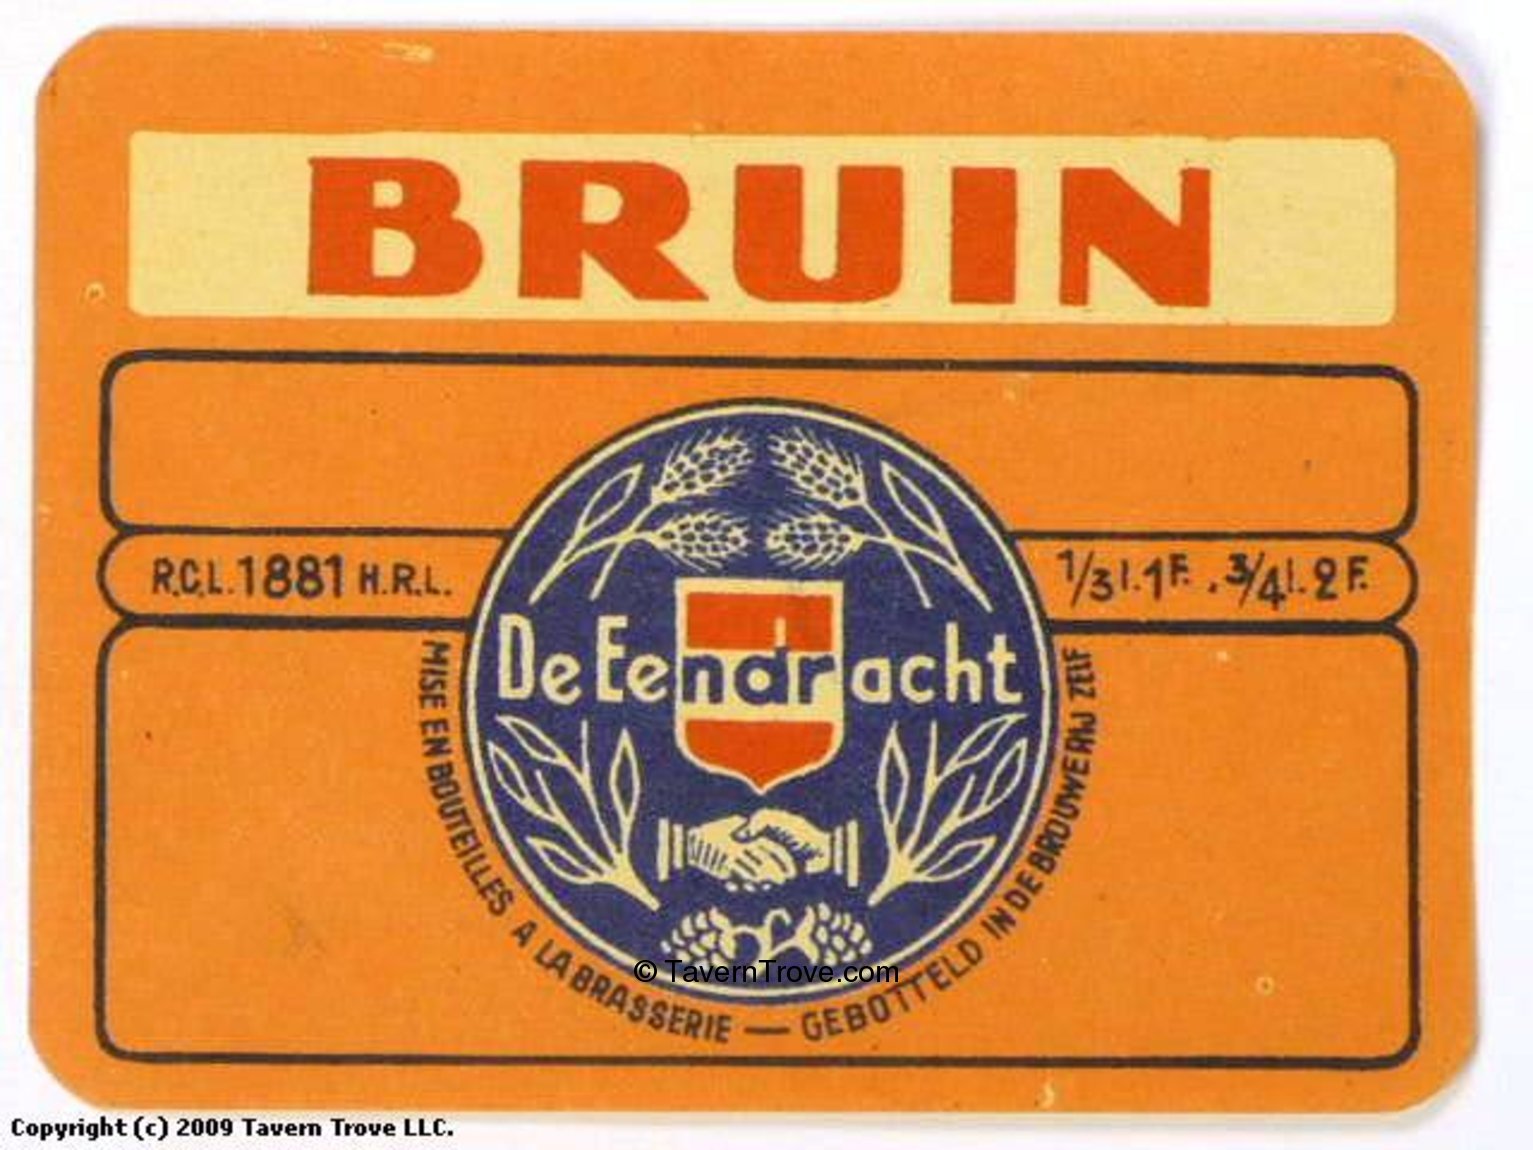 BRUIN
R.C.L. 1881 H.R.L.
1/3 l. 1 F. . 3/4 l. 2 F.
De Eendracht
MISE EN BOUTEILLES A LA BRASSERIE — GEBOTTELD IN DE BROUWERIJ ZELF
© TavernTrove.com
Copyright (c) 2009 Tavern Trove LLC.